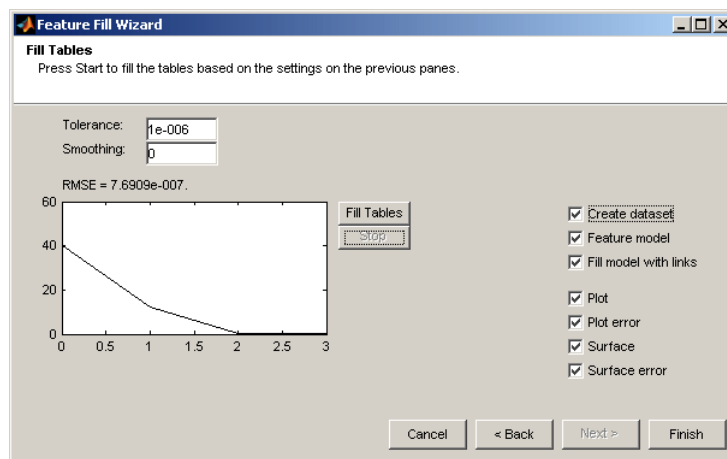 Feature Fill Wizard
Fill Tables
Press Start to fill the tables based on the settings on the previous panes.
Tolerance: 1e-006
Smoothing: 0
RMSE = 7.6909e-007.
60
40
20
0
0 0.5 1 1.5 2 2.5 3
Fill Tables
Stop
Create dataset
Feature model
Fill model with links
Plot
Plot error
Surface
Surface error
Cancel < Back Next > Finish